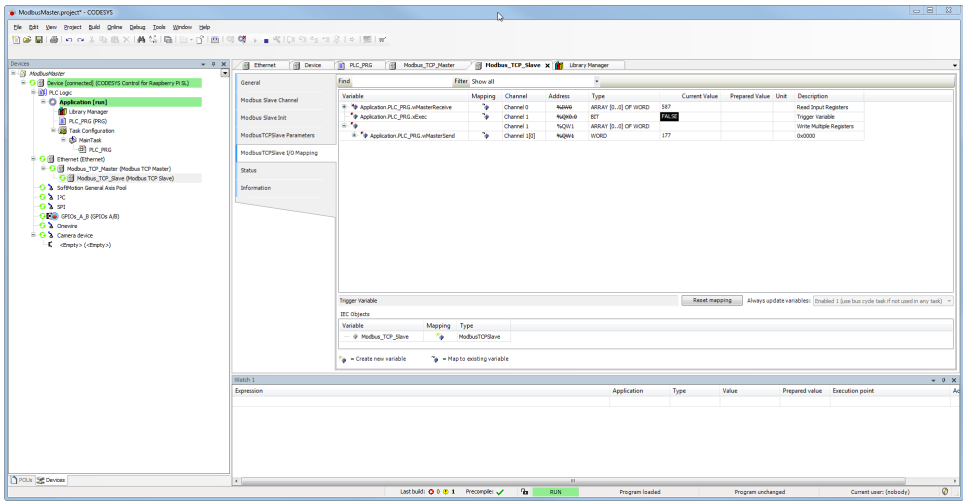 ModbusMaster.project* - CODESYS
File Edit View Project Build Online Debug Tools Window Help
Devices
ModbusMaster
Device [connected] (CODESYS Control for Raspberry Pi SL)
PLC Logic
Application [run]
Library Manager
PLC_PRG (PRG)
Task Configuration
MainTask
PLC_PRG
Ethernet (Ethernet)
Modbus_TCP_Master (Modbus TCP Master)
Modbus_TCP_Slave (Modbus TCP Slave)
SoftMotion General Axis Pool
I²C
SPI
GPIOs_A_B (GPIOs A/B)
Onewire
Camera device
<Empty> (<Empty>)
POUs Devices
Ethernet Device PLC_PRG Modbus_TCP_Master Modbus_TCP_Slave Library Manager
General
Modbus Slave Channel
Modbus Slave Init
ModbusTCPSlave Parameters
ModbusTCPSlave I/O Mapping
Status
Information
Find Filter Show all
Variable Mapping Channel Address Type Current Value Prepared Value Unit Description
Application.PLC_PRG.wMasterReceive Channel 0 %IW0 ARRAY [0..0] OF WORD 587 Read Input Registers
Application.PLC_PRG.xExec Channel 1 %QX0.0 BIT FALSE Trigger Variable
Channel 1 %QW1 ARRAY [0..0] OF WORD Write Multiple Registers
Application.PLC_PRG.wMasterSend Channel 1[0] %QW1 WORD 177 0x0000
Trigger Variable Reset mapping Always update variables: Enabled 1 (use bus cycle task if not used in any task)
IEC Objects
Variable Mapping Type
Modbus_TCP_Slave ModbusTCPSlave
= Create new variable = Map to existing variable
Watch 1
Expression Application Type Value Prepared value Execution point
Last build: 0 1 Precompile: RUN Program loaded Program unchanged Current user: (nobody)